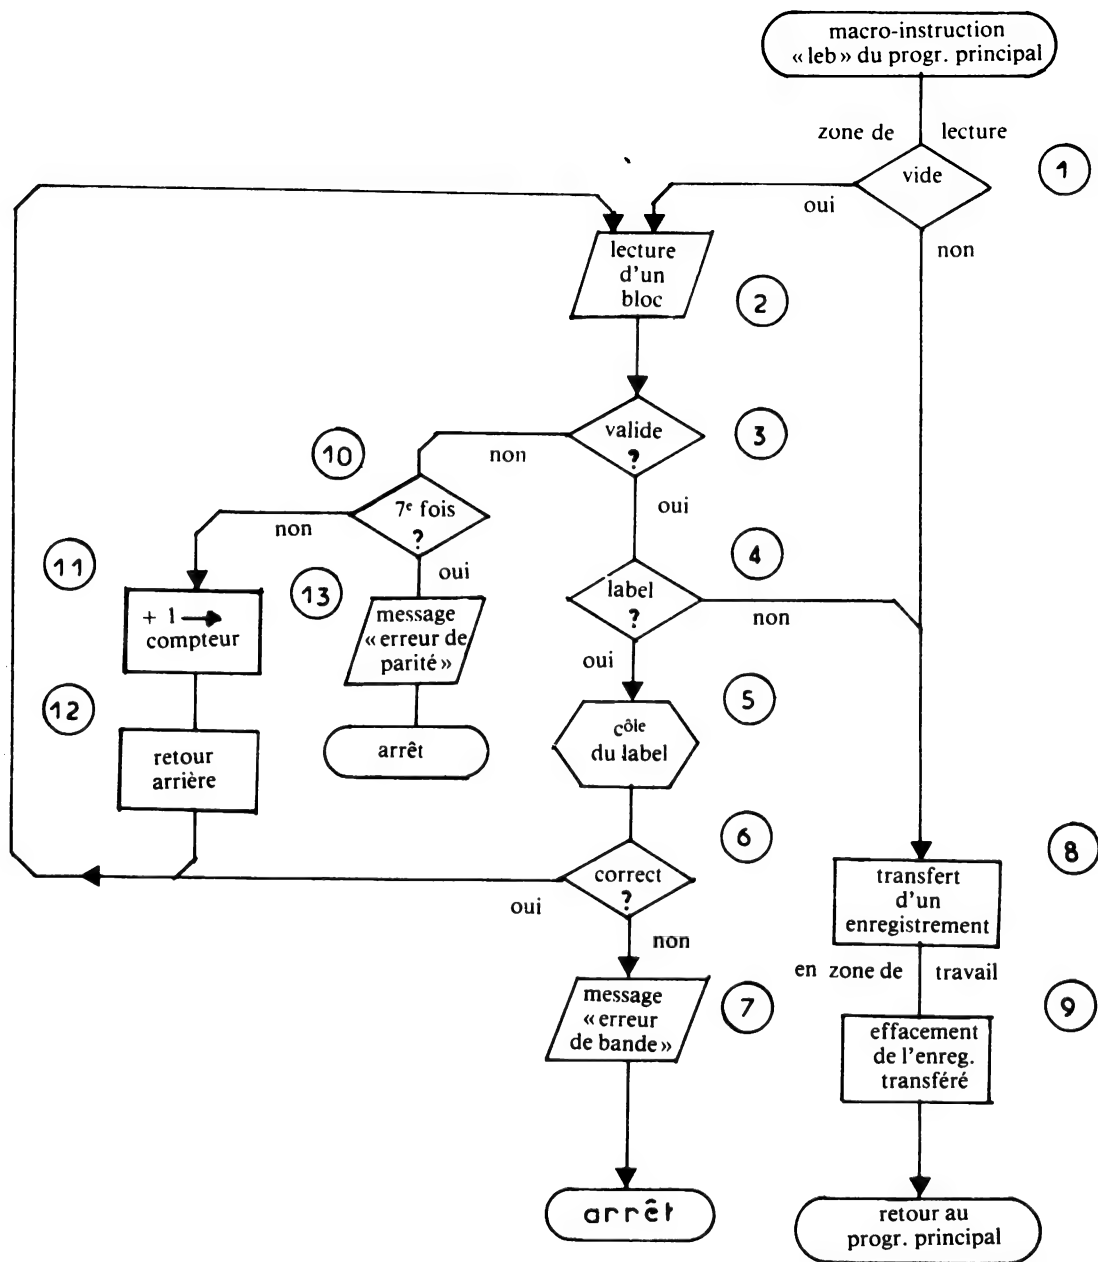 macro-instruction
« leb » du progr. principal
zone de lecture
1
vide
oui
non
lecture
d'un
bloc
2
valide
?
3
non
oui
10
7e fois
?
non
oui
4
label
?
non
oui
11
+ 1 →
compteur
13
message
« erreur de
parité »
arrêt
12
retour
arrière
5
côle
du label
6
correct
?
oui
non
7
message
« erreur
de bande »
arrêt
8
transfert
d'un
enregistrement
en zone de travail
9
effacement
de l'enreg.
transféré
retour au
progr. principal